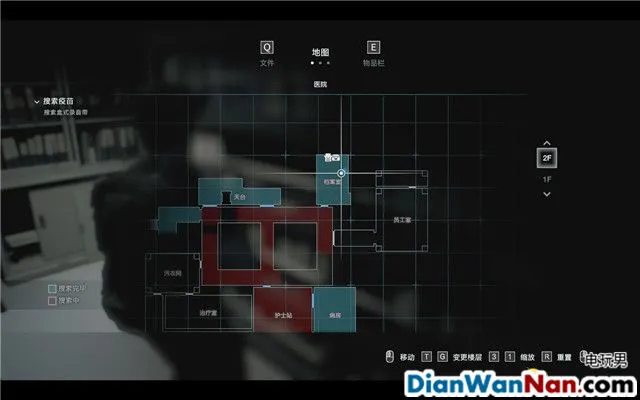 Q
E
文件
地图
物品栏
医院
搜索疫苗
搜索盒式录音带
2F
1F
档案室
天台
员工室
污衣间
治疗室
护士站
病房
搜索完毕
搜索中
移动 T G 变更楼层 3 1 缩放 R 重置
电玩男
DianWanNan.com